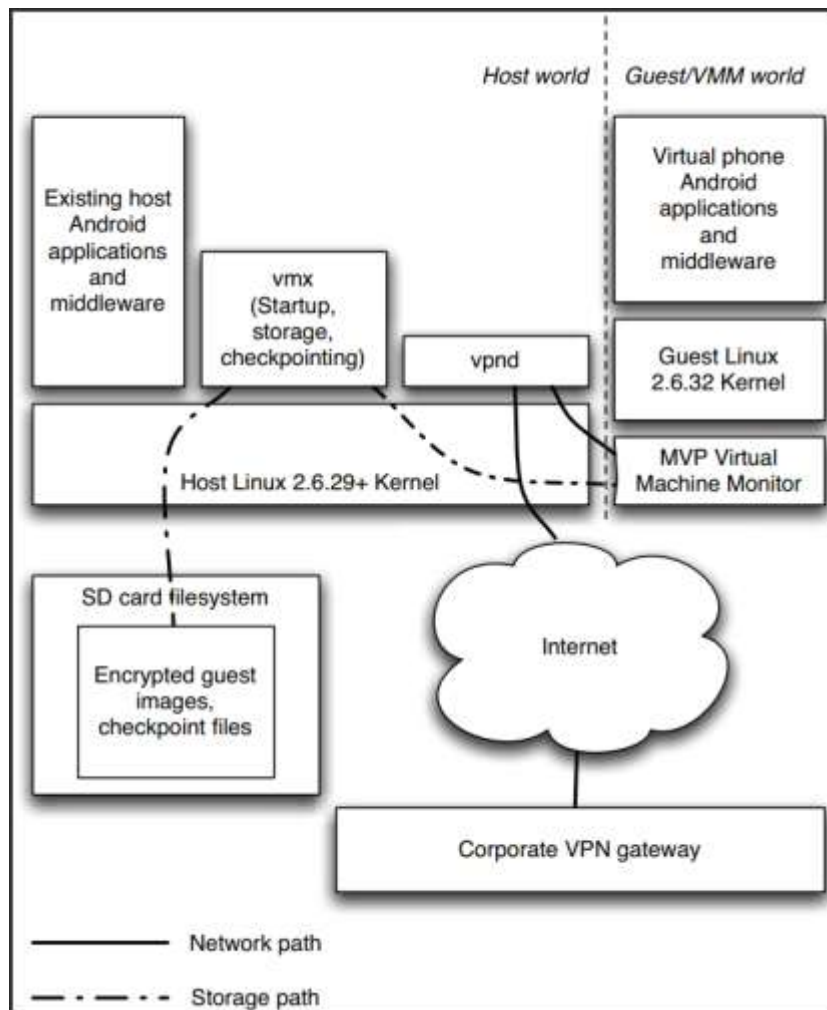 Host world
Guest/VMM world
Existing host
Android
applications
and
middleware
vmx
(Startup,
storage,
checkpointing)
vpnd
Virtual phone
Android
applications
and
middleware
Guest Linux
2.6.32 Kernel
MVP Virtual
Machine Monitor
Host Linux 2.6.29+ Kernel
SD card filesystem
Encrypted guest
images,
checkpoint files
Internet
Corporate VPN gateway
Network path
Storage path